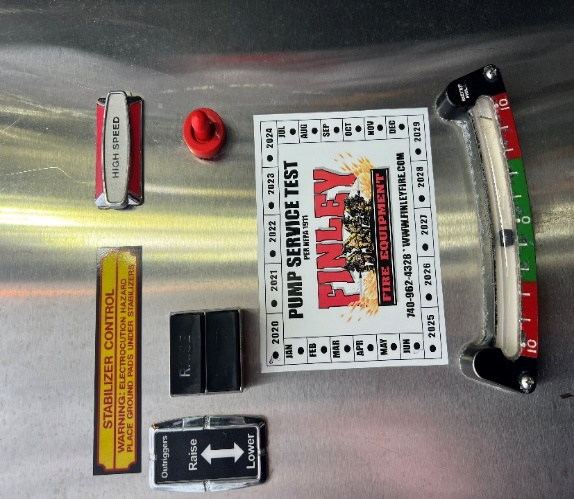 HIGH SPEED
STABILIZER CONTROL
WARNING: ELECTROCUTION HAZARD
PLACE GROUND PADS UNDER STABILIZERS
Outriggers
Raise
Lower
2020 2021 2022 2023 2024
JAN FEB MAR APR MAY JUN
JUL AUG SEP OCT NOV DEC
2025 2026 2027 2028 2029
PUMP SERVICE TEST
PER NFPA 1911
FINLEY
FIRE EQUIPMENT
740-962-4328 * WWW.FINLEYFIRE.COM
10 0 10